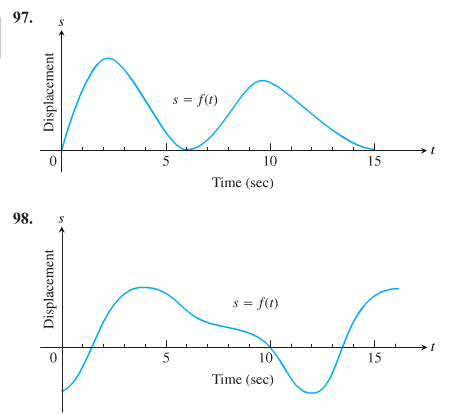 97.
s
Displacement
s = f(t)
0 5 10 15 t
Time (sec)
98.
s
Displacement
s = f(t)
0 5 10 15 t
Time (sec)